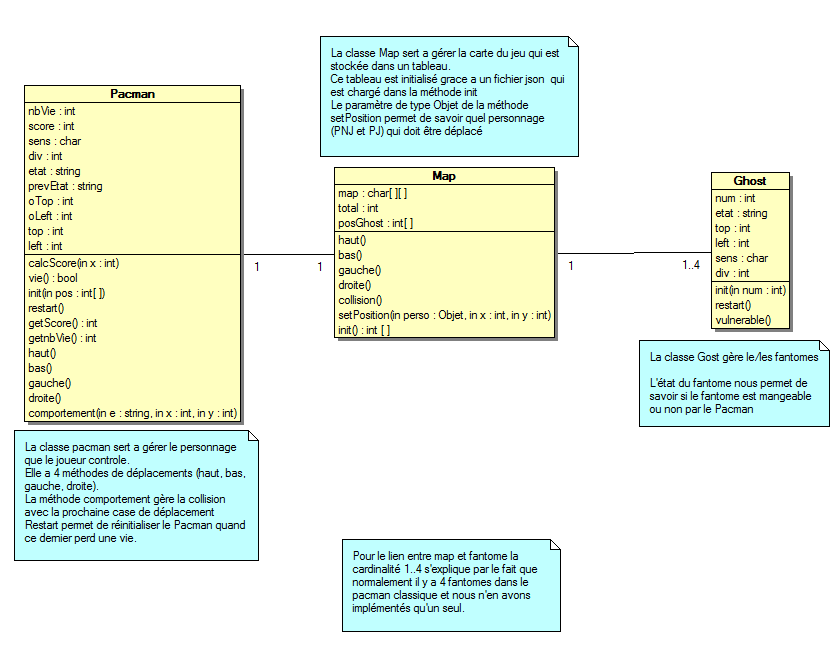 La classe Map sert a gérer la carte du jeu qui est
stockée dans un tableau.
Ce tableau est initialisé grace a un fichier json qui
est chargé dans la méthode init
Le paramètre de type Objet de la méthode
setPosition permet de savoir quel personnage
(PNJ et PJ) qui doit être déplacé
Pacman
nbVie : int
score : int
sens : char
div : int
etat : string
prevEtat : string
oTop : int
oLeft : int
top : int
left : int
calcScore(in x : int)
vie() : bool
init(in pos : int[ ])
restart()
getScore() : int
getnbVie() : int
haut()
bas()
gauche()
droite()
comportement(in e : string, in x : int, in y : int)
1
1
Map
map : char[ ][ ]
total : int
posGhost : int[ ]
haut()
bas()
gauche()
droite()
collision()
setPosition(in perso : Objet, in x : int, in y : int)
init() : int [ ]
1
1..4
Ghost
num : int
etat : string
top : int
left : int
sens : char
div : int
init(in num : int)
restart()
vulnerable()
La classe Gost gère le/les fantomes
L'état du fantome nous permet de
savoir si le fantome est mangeable
ou non par le Pacman
La classe pacman sert a gérer le personnage
que le joueur controle.
Elle a 4 méthodes de déplacements (haut, bas,
gauche, droite).
La méthode comportement gère la collision
avec la prochaine case de déplacement
Restart permet de réinitialiser le Pacman quand
ce dernier perd une vie.
Pour le lien entre map et fantome la
cardinalité 1..4 s'explique par le fait que
normalement il y a 4 fantomes dans le
pacman classique et nous n'en avons
implémentés qu'un seul.